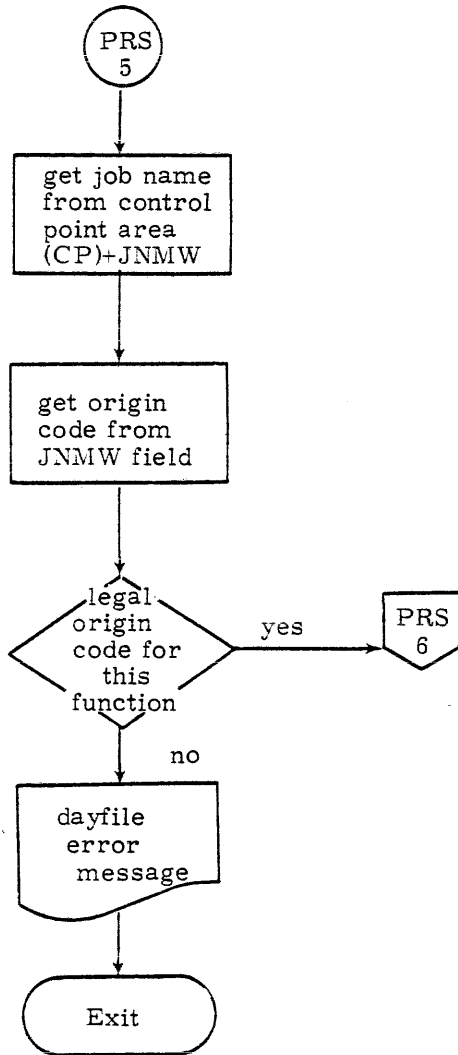 PRS
5
get job name
from control
point area
(CP)+JNMW
get origin
code from
JNMW field
legal
origin
code for
this
function
yes
PRS
6
no
dayfile
error
message
Exit